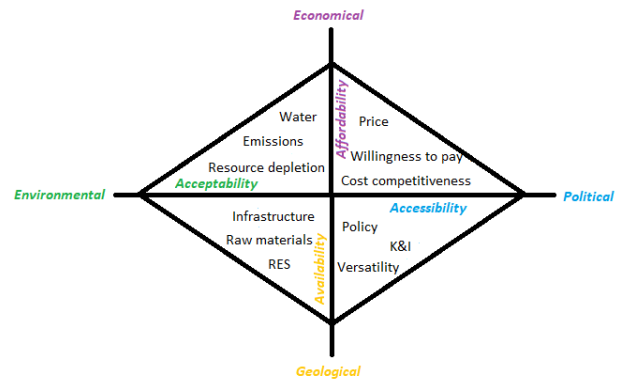 Economical
Affordability
Water
Price
Emissions
Willingness to pay
Resource depletion
Cost competitiveness
Acceptability
Environmental
Political
Accessibility
Infrastructure
Policy
Raw materials
K&I
RES
Versatility
Availability
Geological